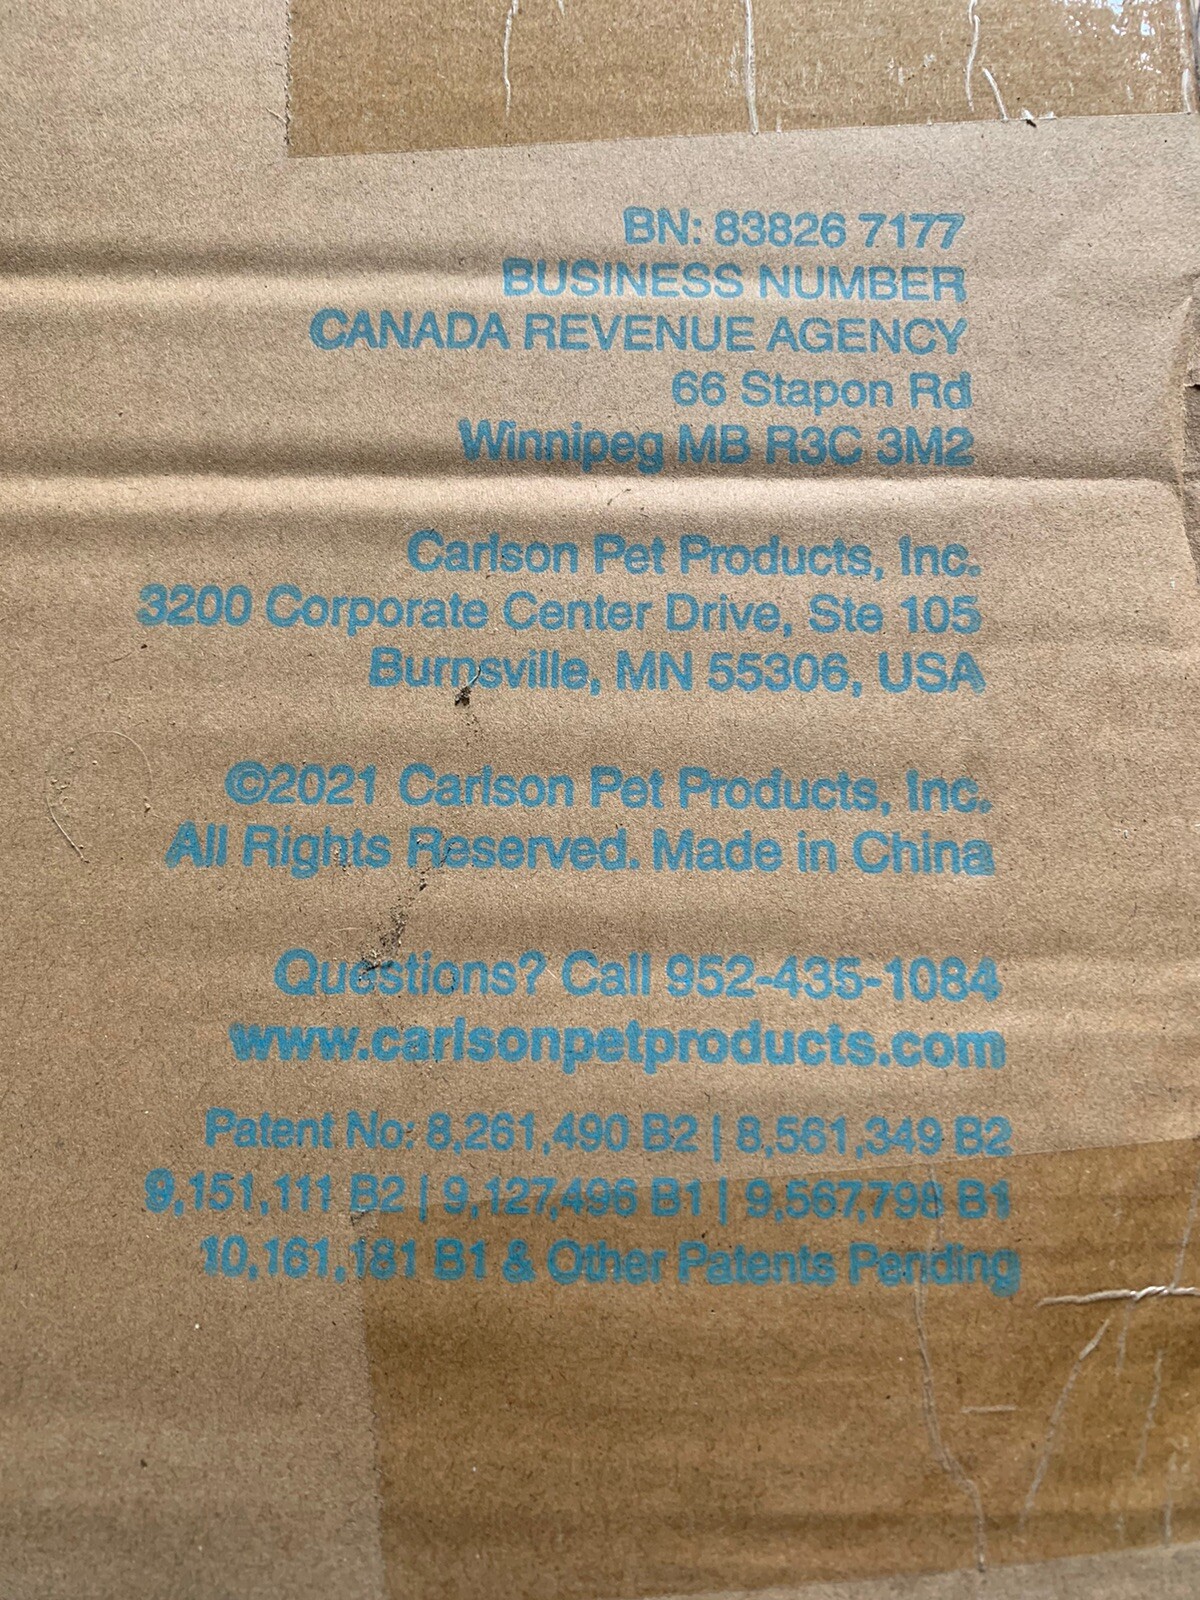 BN: 83826 7177
BUSINESS NUMBER
CANADA REVENUE AGENCY
66 Stapon Rd
Winnipeg MB R3C 3M2
Carlson Pet Products, Inc.
3200 Corporate Center Drive, Ste 105
Burnsville, MN 55306, USA
©2021 Carlson Pet Products, Inc.
All Rights Reserved. Made in China
Questions? Call 952-435-1084
www.carlsonpetproducts.com
Patent No: 8,261,490 B2 | 8,561,349 B2
9,151,111 B2 | 9,127,496 B1 | 9,567,798 B1
10,161,181 B1 & Other Patents Pending